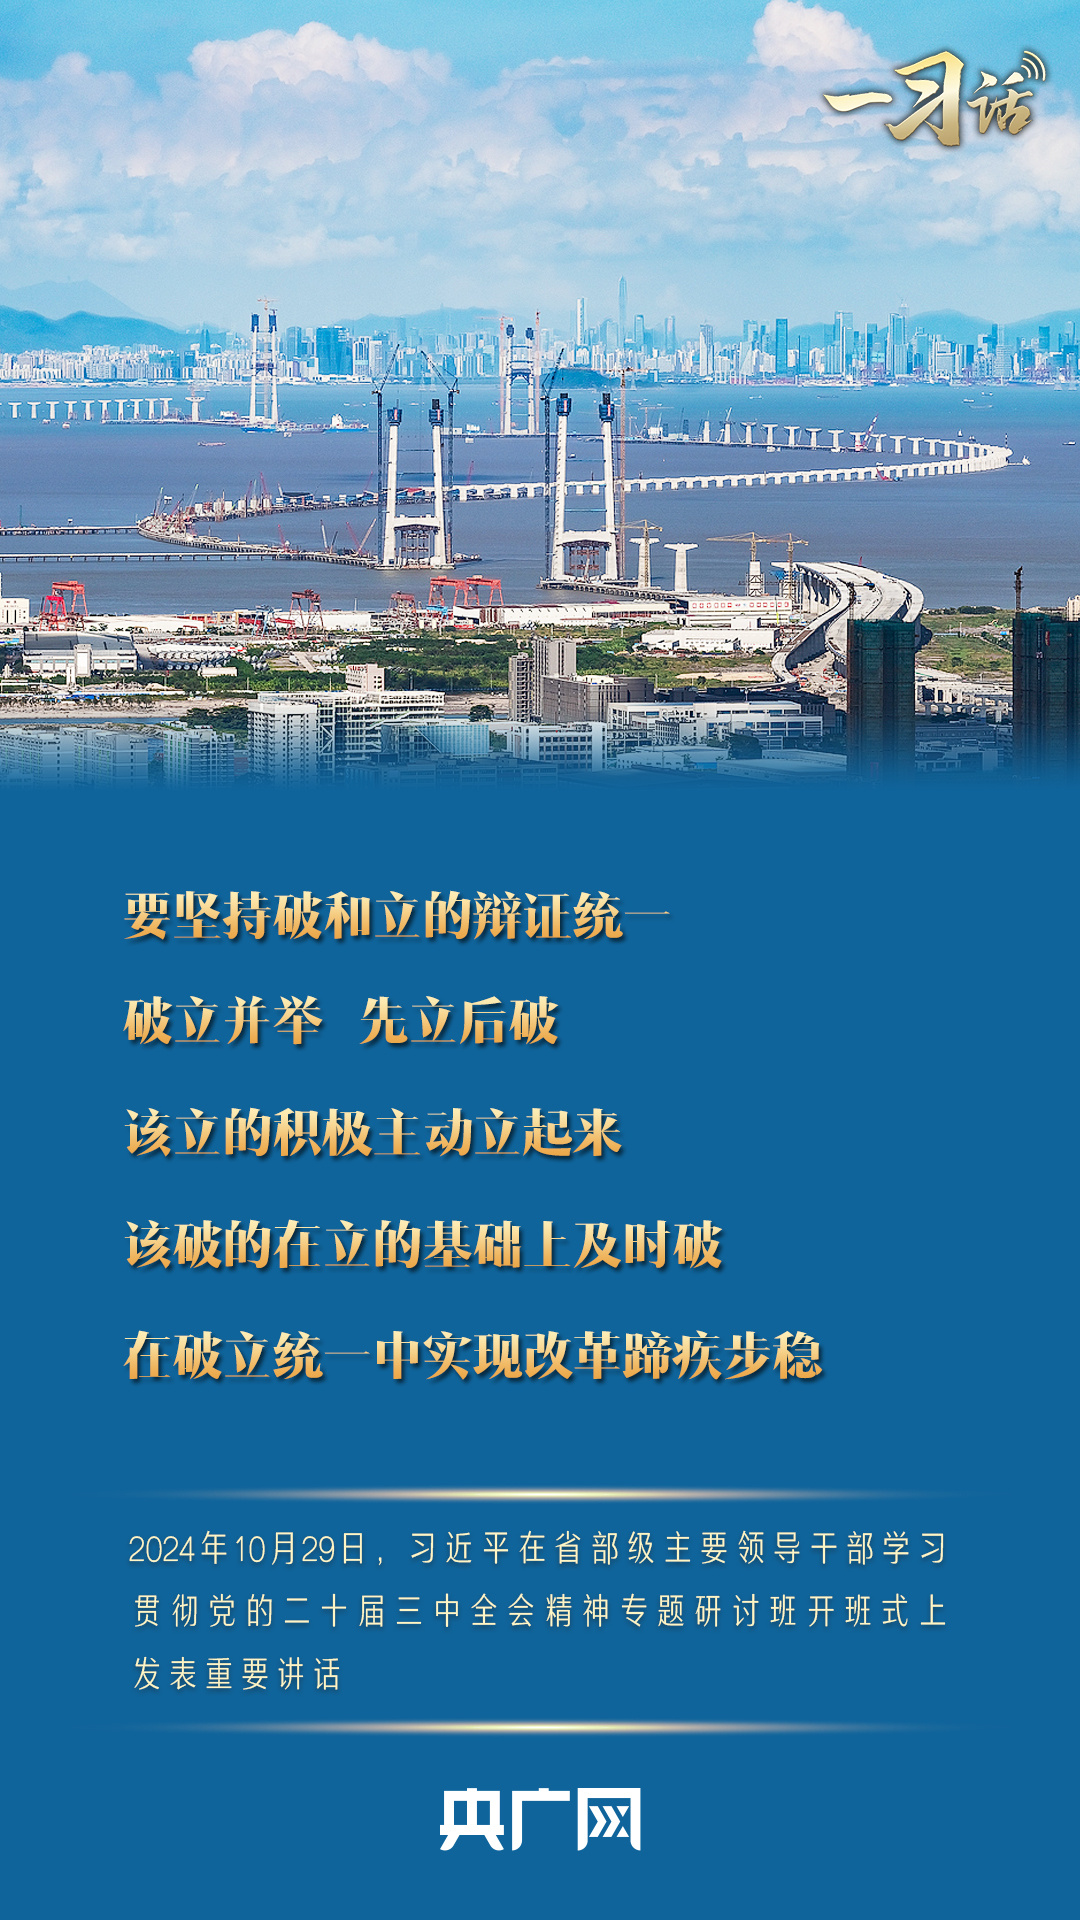 一习话
要坚持破和立的辩证统一
破立并举 先立后破
该立的积极主动立起来
该破的在立的基础上及时破
在破立统一中实现改革蹄疾步稳
2024年10月29日，习近平在省部级主要领导干部学习
贯彻党的二十届三中全会精神专题研讨班开班式上
发表重要讲话
央广网